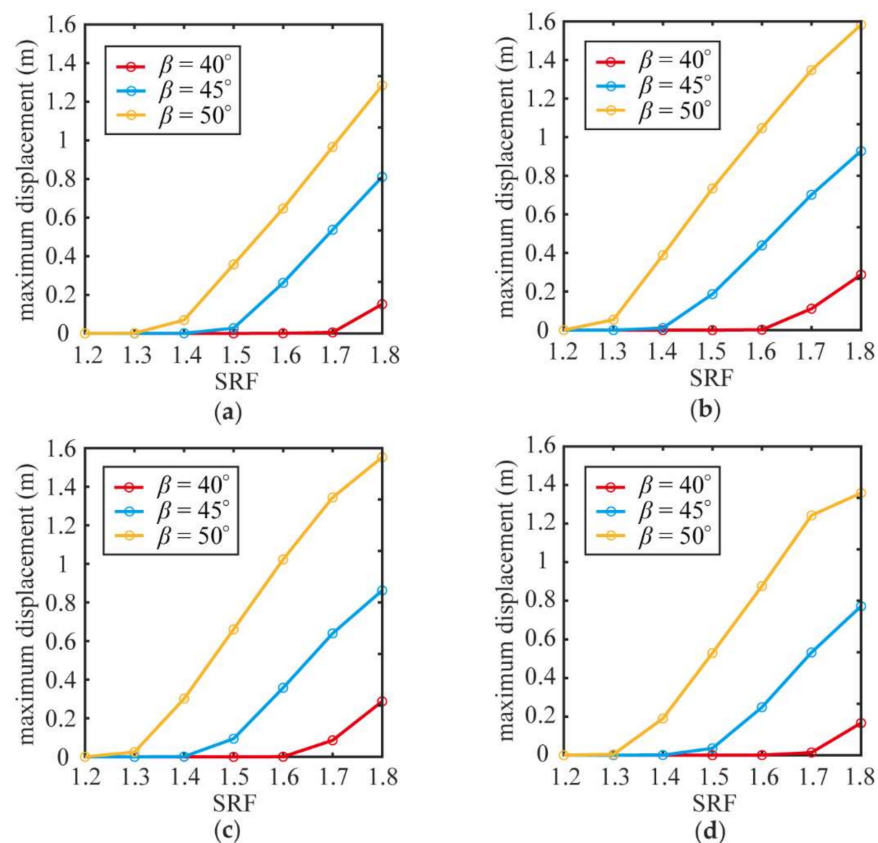 maximum displacement (m)
1.6
1.4
1.2
1
0.8
0.6
0.4
0.2
0
β = 40°
β = 45°
β = 50°
1.2 1.3 1.4 1.5 1.6 1.7 1.8
SRF
(a)
maximum displacement (m)
1.6
1.4
1.2
1
0.8
0.6
0.4
0.2
0
β = 40°
β = 45°
β = 50°
1.2 1.3 1.4 1.5 1.6 1.7 1.8
SRF
(b)
maximum displacement (m)
1.6
1.4
1.2
1
0.8
0.6
0.4
0.2
0
β = 40°
β = 45°
β = 50°
1.2 1.3 1.4 1.5 1.6 1.7 1.8
SRF
(c)
maximum displacement (m)
1.6
1.4
1.2
1
0.8
0.6
0.4
0.2
0
β = 40°
β = 45°
β = 50°
1.2 1.3 1.4 1.5 1.6 1.7 1.8
SRF
(d)